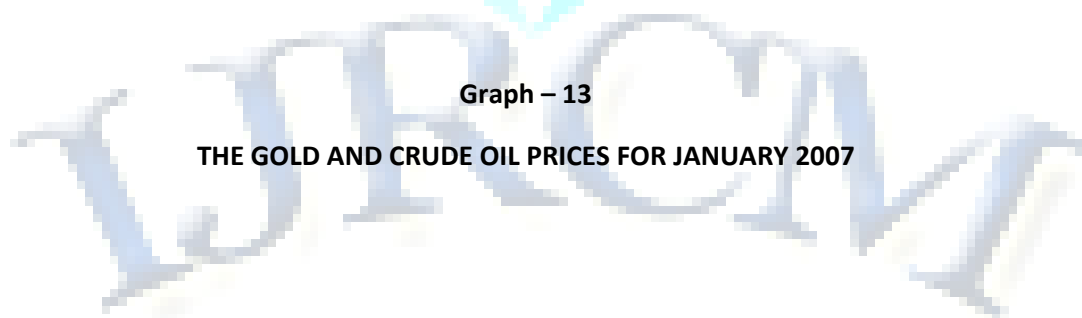 Graph – 13
THE GOLD AND CRUDE OIL PRICES FOR JANUARY 2007
IJRCM